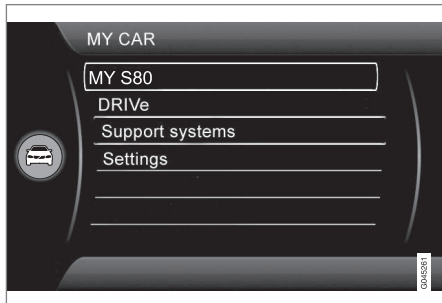 MY CAR
MY S80
DRIVe
Support systems
Settings
G045261